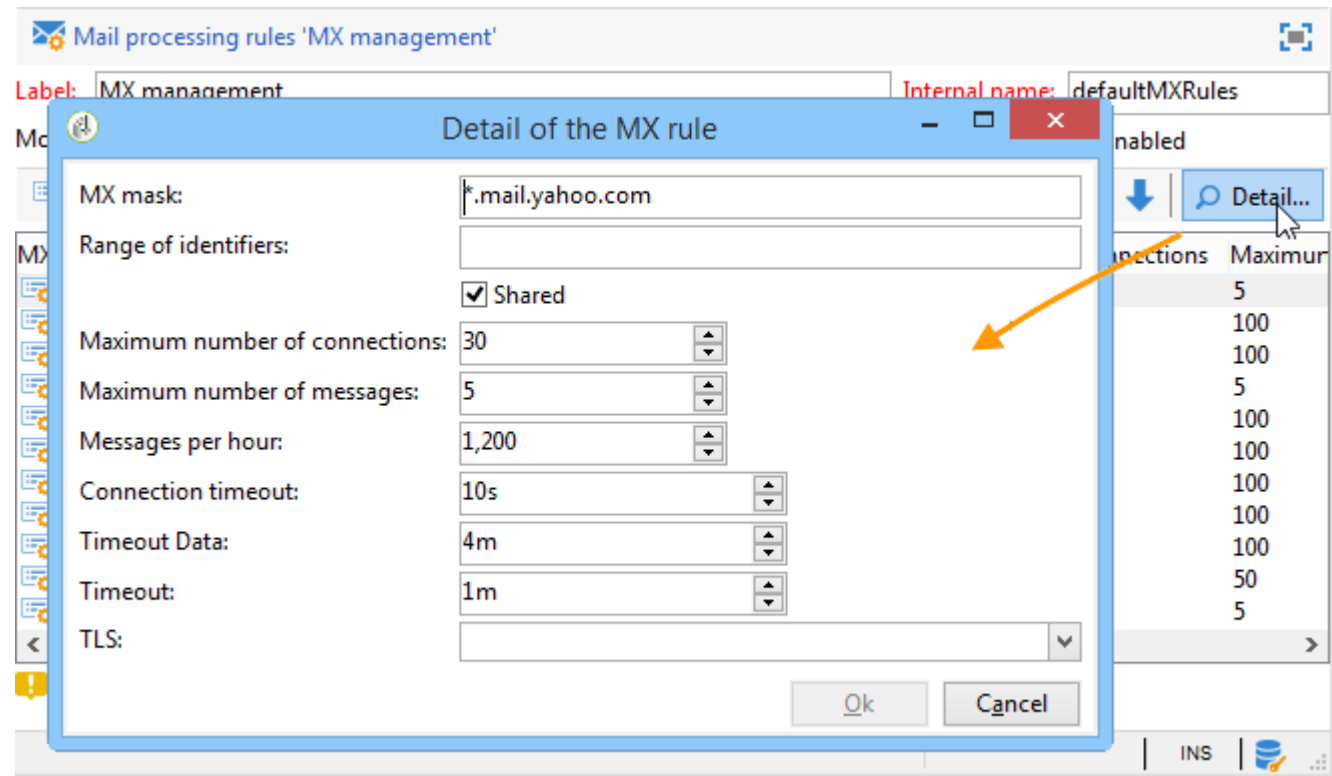 Mail processing rules 'MX management'
Label: MX management Internal name: defaultMXRules
Detail of the MX rule
nabled
MX mask: *.mail.yahoo.com
Detail...
Range of identifiers:
nnections Maximum
Shared
5
Maximum number of connections: 30
100
100
Maximum number of messages: 5
5
100
Messages per hour: 1,200
100
Connection timeout: 10s
100
100
Timeout Data: 4m
100
Timeout: 1m
50
5
TLS:
Ok Cancel
INS